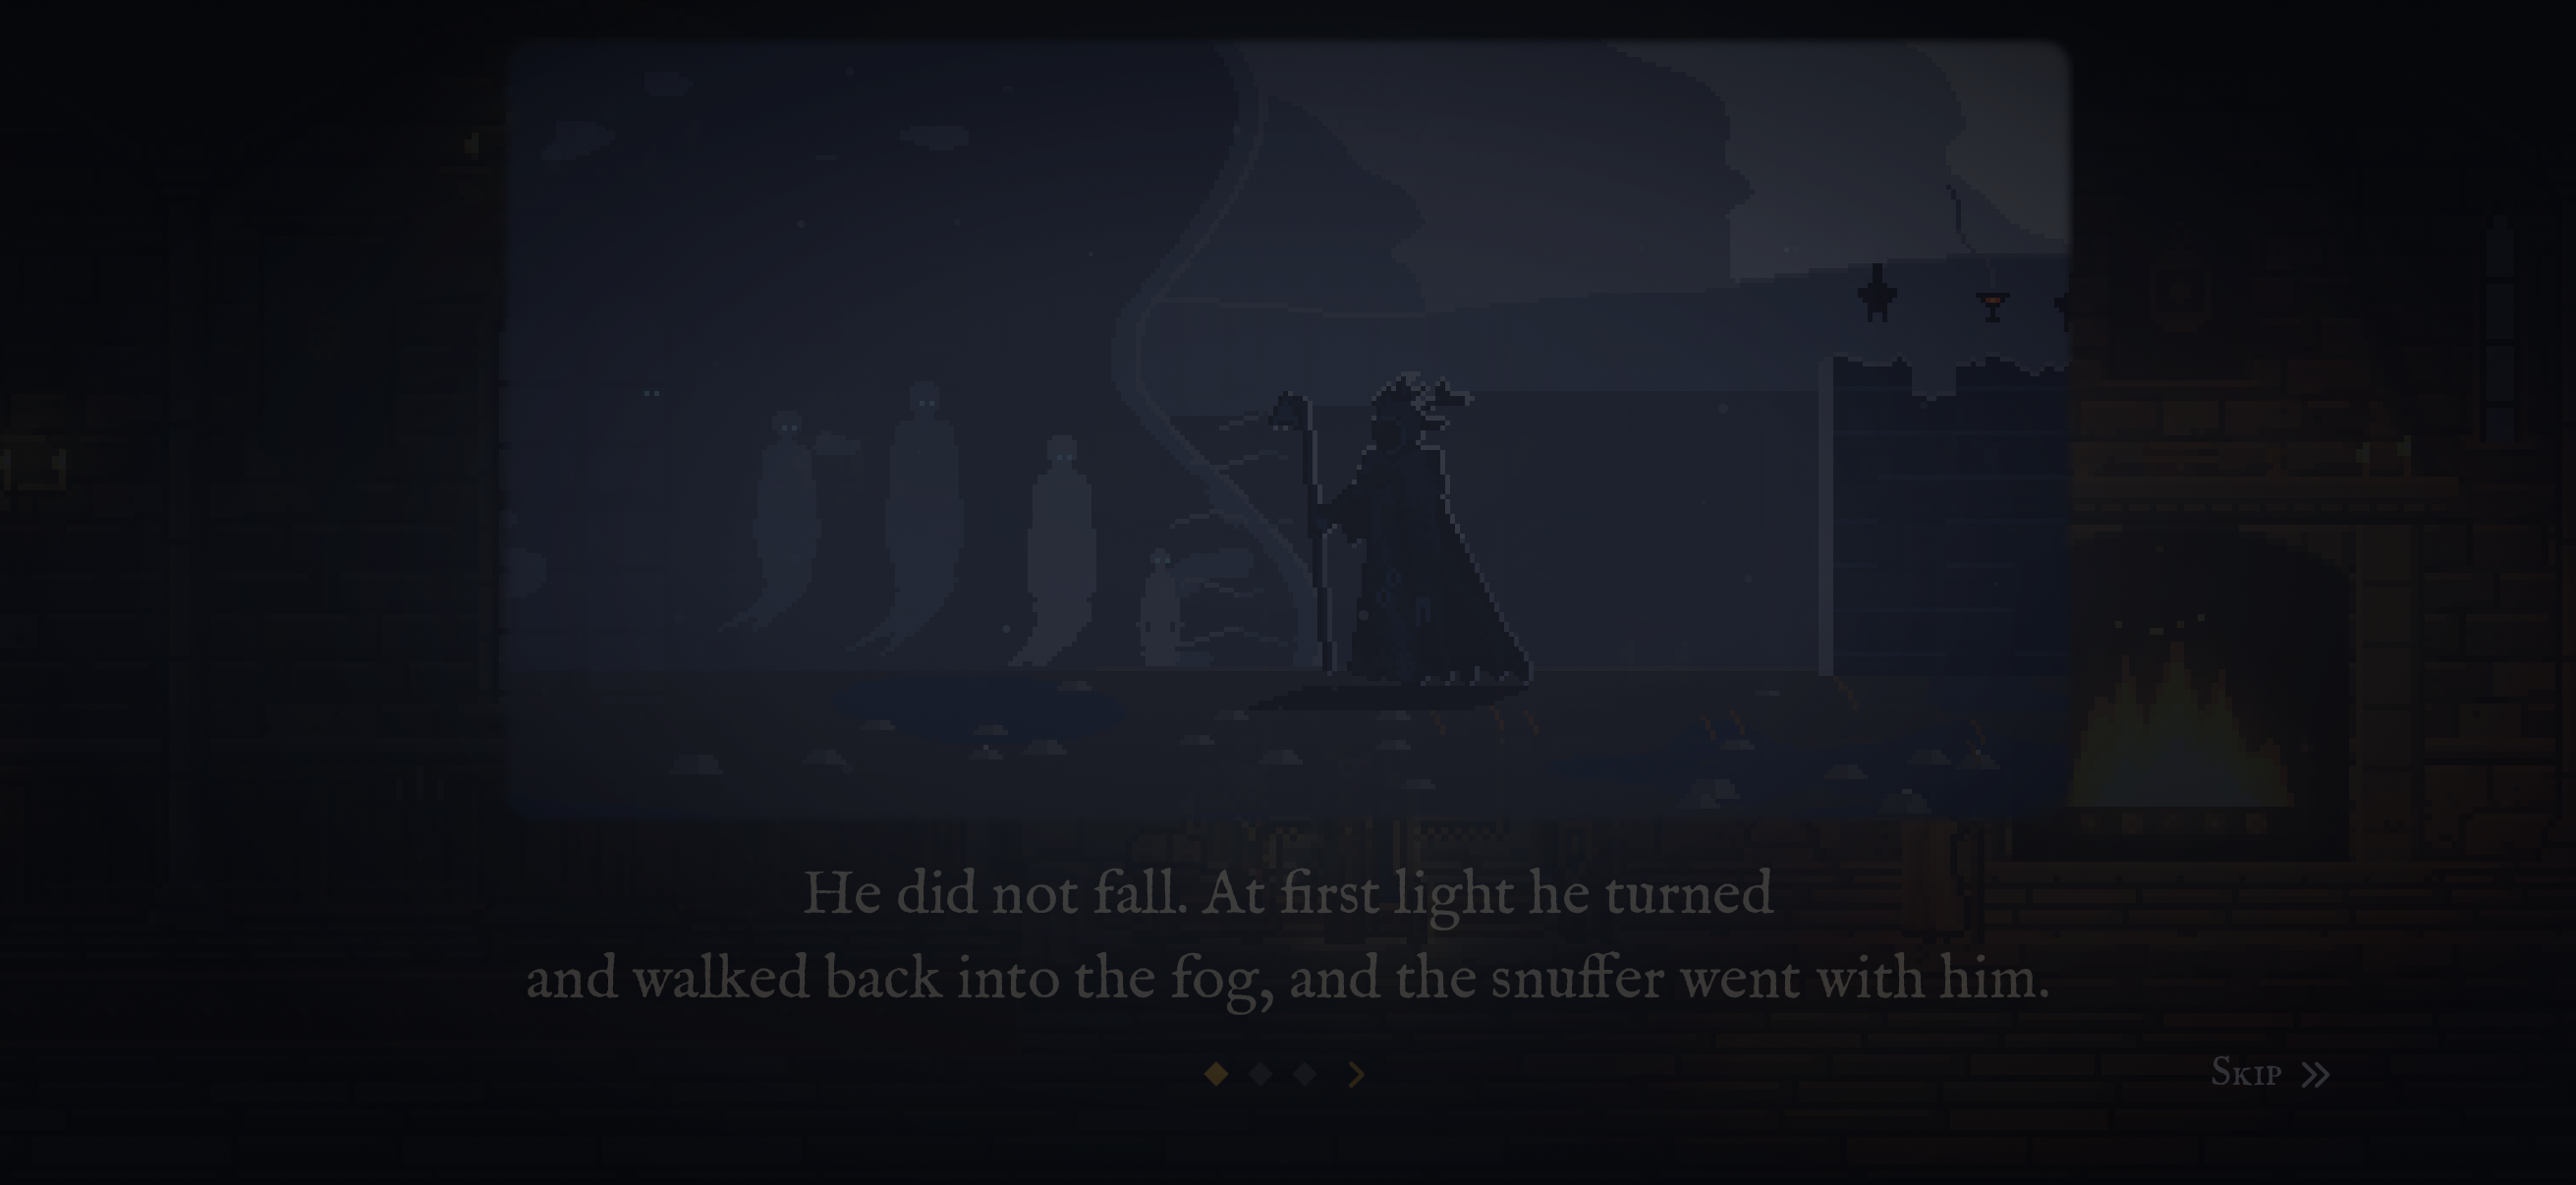 He did not fall. At first light he turned
and walked back into the fog, and the snuffer went with him.
Skip